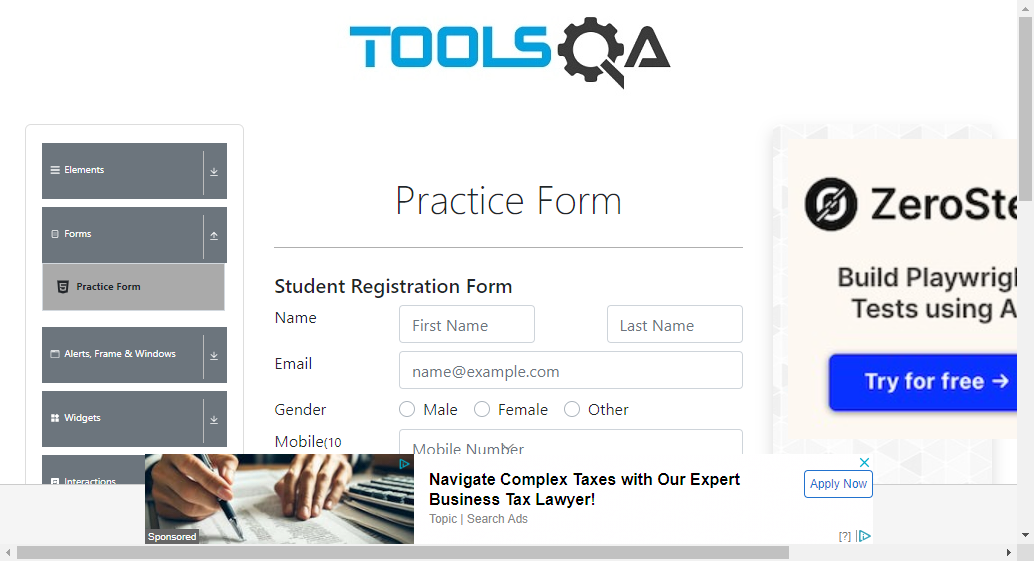 TOOLSQA
Elements
Forms
Practice Form
Alerts, Frame & Windows
Widgets
Interactions
Practice Form
Student Registration Form
Name
First Name
Last Name
Email
name@example.com
Gender
Male
Female
Other
Mobile(10
Mobile Number
ZeroSte
Build Playwrigh
Tests using A
Try for free →
Sponsored
Navigate Complex Taxes with Our Expert
Business Tax Lawyer!
Topic | Search Ads
Apply Now
[?]